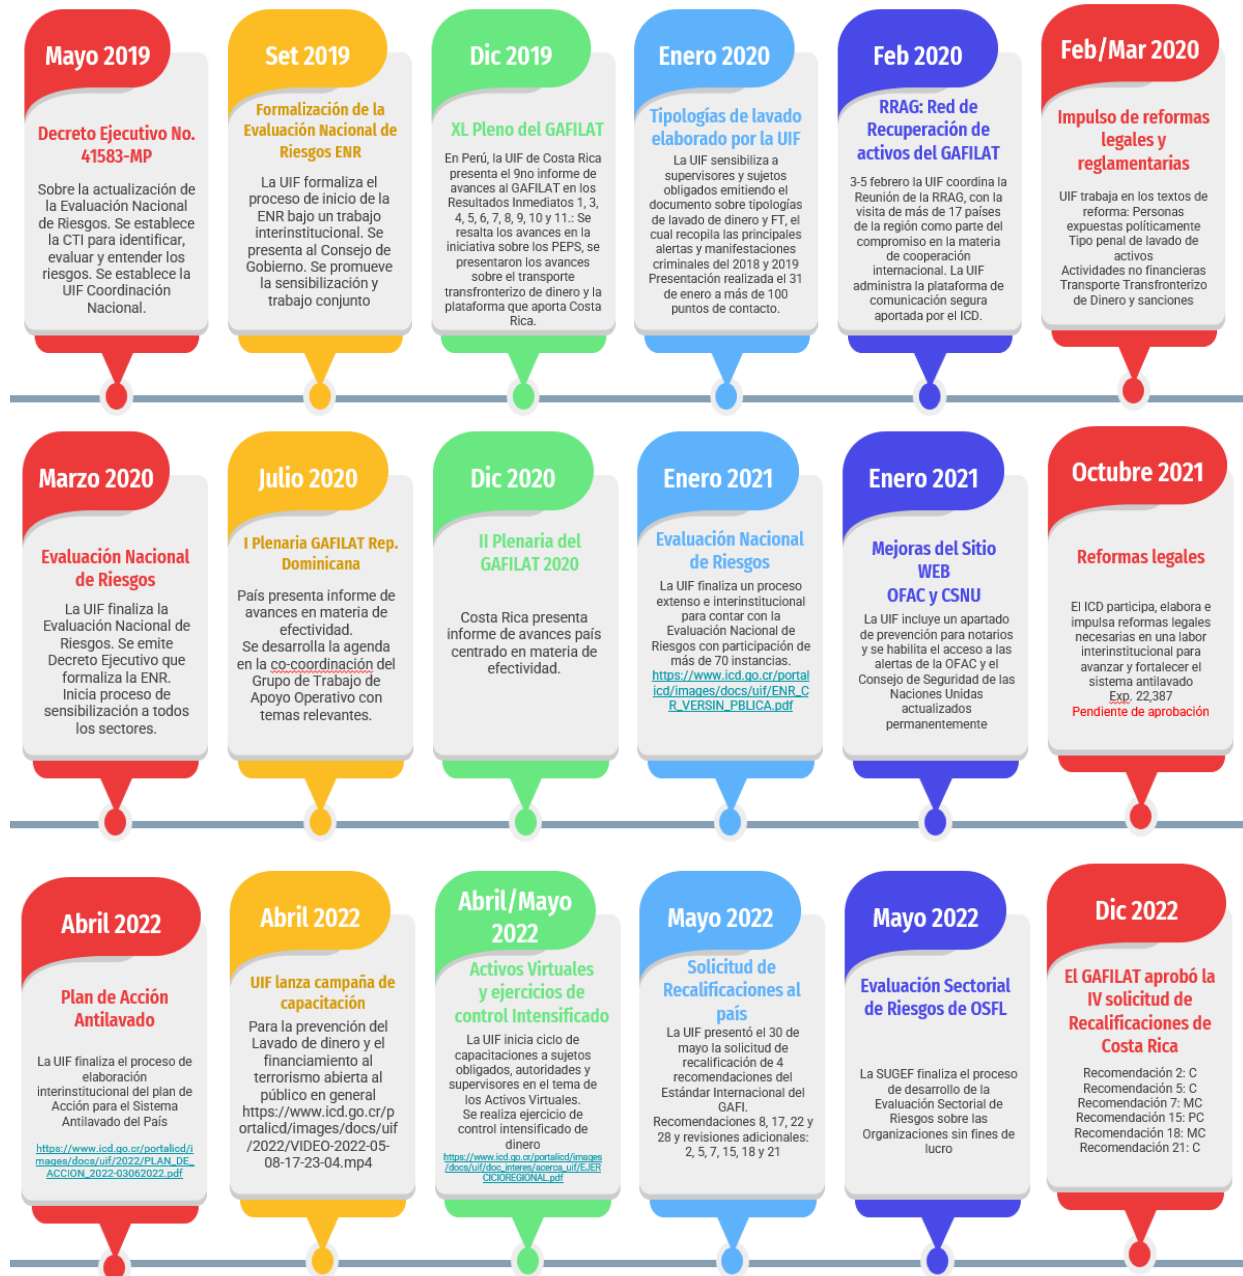 Mayo 2019
Decreto Ejecutivo No.
41583-MP
Sobre la actualización de
la Evaluación Nacional
de Riesgos. Se establece
la CTI para identificar,
evaluar y entender los
riesgos. Se establece la
UIF Coordinación
Nacional.
Set 2019
Formalización de la
Evaluación Nacional de
Riesgos ENR
La UIF formaliza el
proceso de inicio de la
ENR bajo un trabajo
interinstitucional. Se
presenta al Consejo de
Gobierno. Se promueve
la sensibilización y
trabajo conjunto
Dic 2019
XL Pleno del GAFILAT
En Perú, la UIF de Costa Rica
presenta el 9no informe de
avances al GAFILAT en los
Resultados Inmediatos 1, 3,
4, 5, 6, 7, 8, 9, 10 y 11.: Se
resalta los avances en la
iniciativa sobre los PEPS, se
presentaron los avances
sobre el transporte
transfronterizo de dinero y la
plataforma que aporta Costa
Rica.
Enero 2020
Tipologías de lavado
elaborado por la UIF
La UIF sensibiliza a
supervisores y sujetos
obligados emitiendo el
documento sobre tipologías
de lavado de dinero y FT, el
cual recopila las principales
alertas y manifestaciones
criminales del 2018 y 2019
Presentación realizada el 31
de enero a más de 100
puntos de contacto.
Feb 2020
RRAG: Red de
Recuperación de
activos del GAFILAT
3-5 febrero la UIF coordina la
Reunión de la RRAG, con la
visita de más de 17 países
de la región como parte del
compromiso en la materia
de cooperación
internacional. La UIF
administra la plataforma de
comunicación segura
aportada por el ICD.
Feb/Mar 2020
Impulso de reformas
legales y
reglamentarias
UIF trabaja en los textos de
reforma: Personas
expuestas políticamente
Tipo penal de lavado de
activos
Actividades no financieras
Transporte Transfronterizo
de Dinero y sanciones
Marzo 2020
Evaluación Nacional
de Riesgos
La UIF finaliza la
Evaluación Nacional de
Riesgos. Se emite
Decreto Ejecutivo que
formaliza la ENR.
Inicia proceso de
sensibilización a todos
los sectores.
Julio 2020
I Plenaria GAFILAT Rep.
Dominicana
País presenta informe de
avances en materia de
efectividad.
Se desarrolla la agenda
en la co-coordinación del
Grupo de Trabajo de
Apoyo Operativo con
temas relevantes.
Dic 2020
II Plenaria del
GAFILAT 2020
Costa Rica presenta
informe de avances país
centrado en materia de
efectividad.
Enero 2021
Evaluación Nacional
de Riesgos
La UIF finaliza un proceso
extenso e interinstitucional
para contar con la
Evaluación Nacional de
Riesgos con participación de
más de 70 instancias.
https://www.icd.go.cr/portal
icd/images/docs/uif/ENR_C
R_VERSIN_PBLICA.pdf
Enero 2021
Mejoras del Sitio
WEB
OFAC y CSNU
La UIF incluye un apartado
de prevención para notarios
y se habilita el acceso a las
alertas de la OFAC y el
Consejo de Seguridad de las
Naciones Unidas
actualizados
permanentemente
Octubre 2021
Reformas legales
El ICD participa, elabora e
impulsa reformas legales
necesarias en una labor
interinstitucional para
avanzar y fortalecer el
sistema antilavado
Exp. 22,387
Pendiente de aprobación
Abril 2022
Plan de Acción
Antilavado
La UIF finaliza el proceso de
elaboración
interinstitucional del plan de
Acción para el Sistema
Antilavado del País
https://www.icd.go.cr/portalicd/i
mages/docs/uif/2022/PLAN_DE_
ACCION_2022-03062022.pdf
Abril 2022
UIF lanza campaña de
capacitación
Para la prevención del
Lavado de dinero y el
financiamiento al
terrorismo abierta al
público en general
https://www.icd.go.cr/p
ortalicd/images/docs/uif
/2022/VIDEO-2022-05-
08-17-23-04.mp4
Abril/Mayo
2022
Activos Virtuales
y ejercicios de
control Intensificado
La UIF inicia ciclo de
capacitaciones a sujetos
obligados, autoridades y
supervisores en el tema de
los Activos Virtuales.
Se realiza ejercicio de
control intensificado de
dinero
https://www.icd.go.cr/portalicd/images
/docs/uif/doc_interes/acerca_uif/EJER
CICIOREGIONAL.pdf
Mayo 2022
Solicitud de
Recalificaciones al
país
La UIF presentó el 30 de
mayo la solicitud de
recalificación de 4
recomendaciones del
Estándar Internacional del
GAFI.
Recomendaciones 8, 17, 22 y
28 y revisiones adicionales:
2, 5, 7, 15, 18 y 21
Mayo 2022
Evaluación Sectorial
de Riesgos de OSFL
La SUGEF finaliza el proceso
de desarrollo de la
Evaluación Sectorial de
Riesgos sobre las
Organizaciones sin fines de
lucro
Dic 2022
El GAFILAT aprobó la
IV solicitud de
Recalificaciones de
Costa Rica
Recomendación 2: C
Recomendación 5: C
Recomendación 7: MC
Recomendación 15: PC
Recomendación 18: MC
Recomendación 21: C